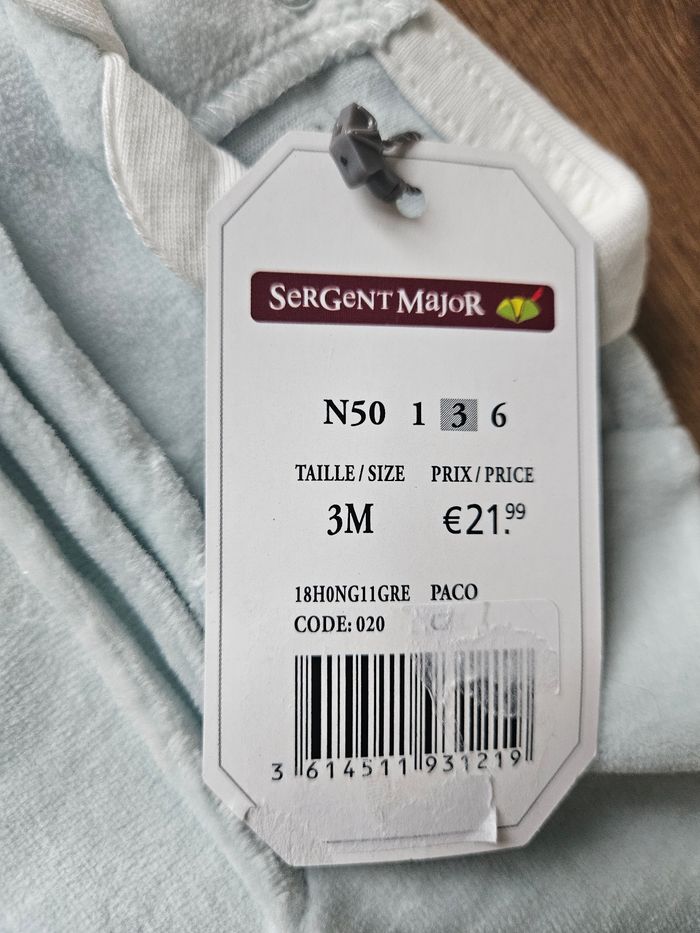 SERGENT MAJOR
N50 1 3 6
TAILLE / SIZE PRIX / PRICE
3M €21.99
18H0NG11GRE PACO
CODE: 020
3 614511 931219